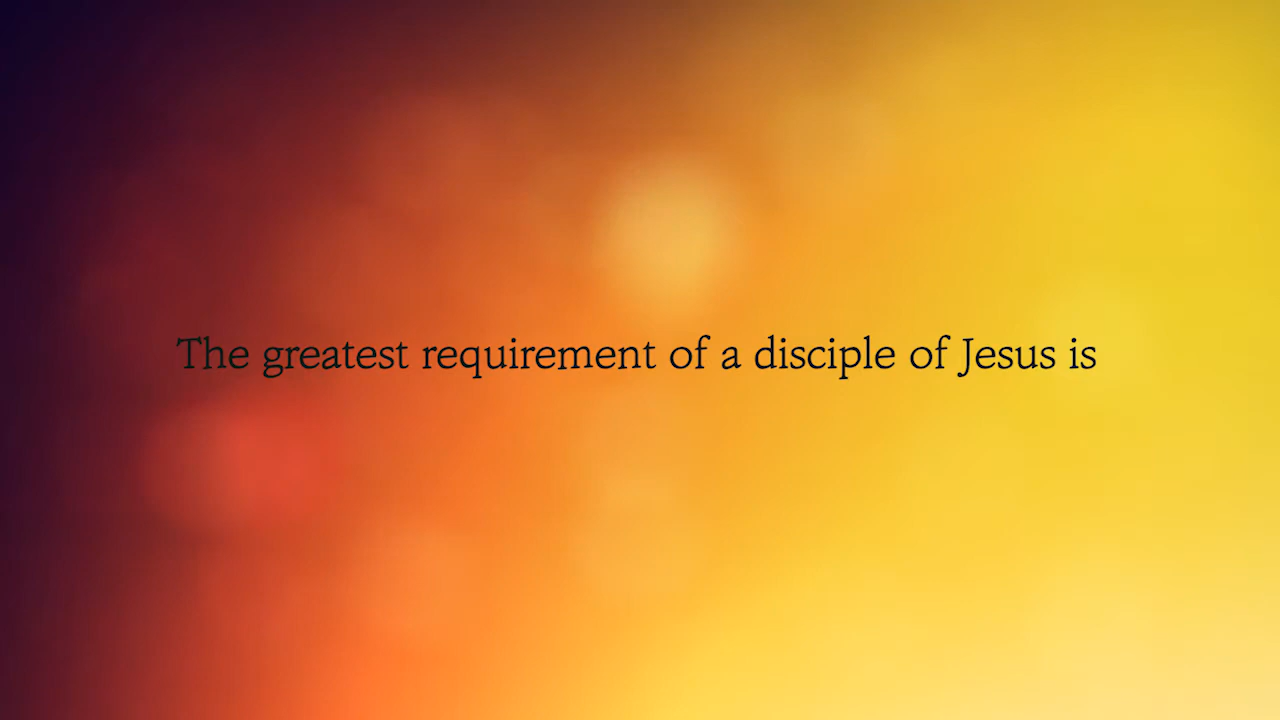 The greatest requirement of a disciple of Jesus is